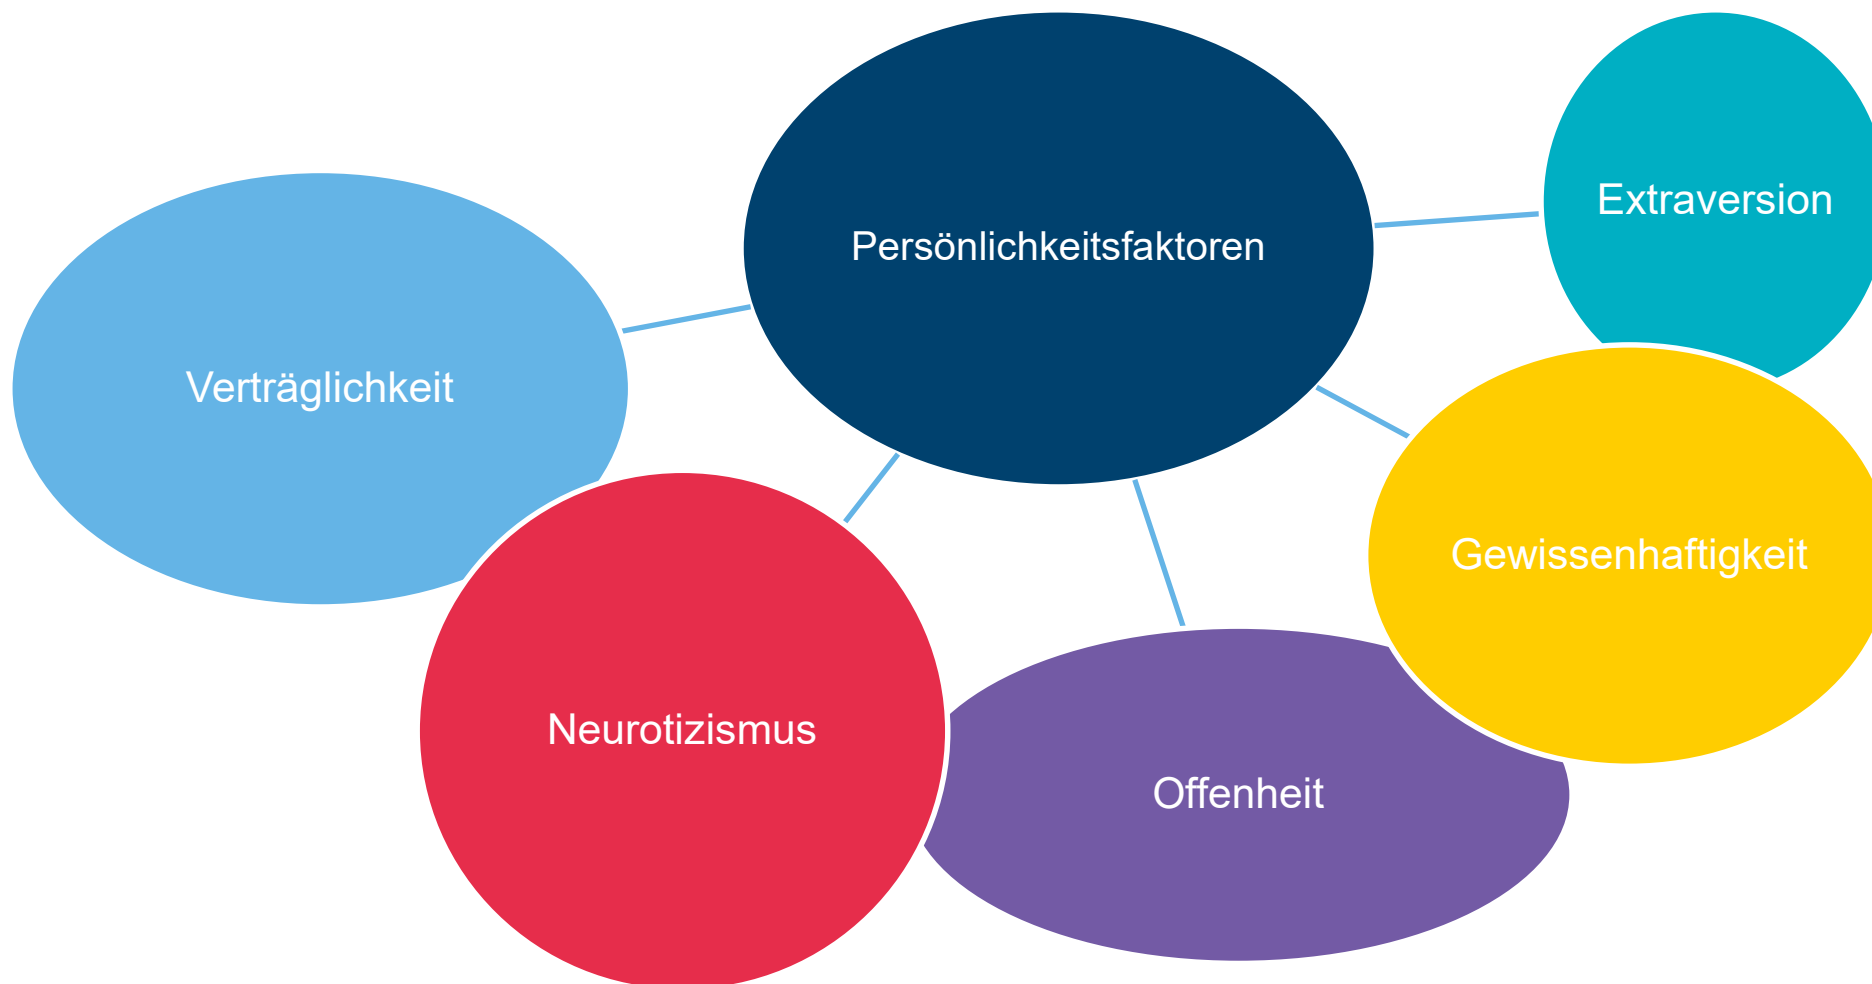 Persönlichkeitsfaktoren
Extraversion
Verträglichkeit
Gewissenhaftigkeit
Neurotizismus
Offenheit